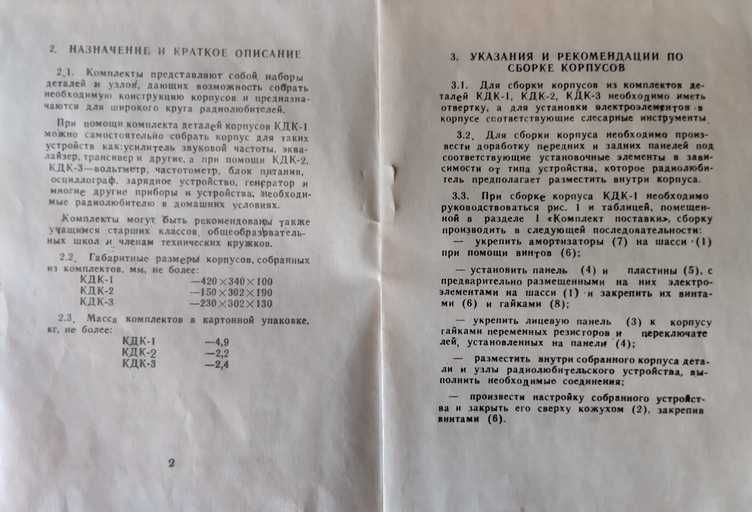 2. НАЗНАЧЕНИЕ И КРАТКОЕ ОПИСАНИЕ
2.1. Комплекты представляют собой наборы
деталей и узлов, дающих возможность собрать
необходимую конструкцию корпусов и предназна-
чаются для широкого круга радиолюбителей.
При помощи комплекта деталей корпусов КДК-1
можно самостоятельно собрать корпус для таких
устройств как:усилитель звуковой частоты, эква-
лайзер, трансивер и другие, а при помощи КДК-2,
КДК-3—вольтметр, частотометр, блок питания,
осциллограф, зарядное устройство, генератор и
многие другие приборы и устройства, необходи-
мые радиолюбителю в домашних условиях.
Комплекты могут быть рекомендованы также
учащимся старших классов общеобразователь-
ных школ и членам технических кружков.
2.2. Габаритные размеры корпусов, собранных
из комплектов, мм, не более:
КДК-1 —420×340×100
КДК-2 —150×302×190
КДК-3 —230×302×130
2.3. Масса комплектов в картонной упаковке,
кг, не более:
КДК-1 —4,9
КДК-2 —2,2
КДК-3 —2,4
2
3. УКАЗАНИЯ И РЕКОМЕНДАЦИИ ПО
СБОРКЕ КОРПУСОВ
3.1. Для сборки корпусов из комплектов де-
талей КДК-1, КДК-2, КДК-3 необходимо иметь
отвертку, а для установки электроэлементов в
корпусе соответствующие слесарные инструменты.
3.2. Для сборки корпуса необходимо произ-
вести доработку передних и задних панелей под
соответствующие установочные элементы в зави-
симости от типа устройства, которое радиолюби-
тель предполагает разместить внутри корпуса.
3.3. При сборке корпуса КДК-1 необходимо
руководствоваться рис. 1 и таблицей, помещен-
ной в разделе 1 «Комплект поставки», сборку
производить в следующей последовательности:
— укрепить амортизаторы (7) на шасси (1)
при помощи винтов (6);
— установить панель (4) и пластины (5), с
предварительно размещенными на них электро-
элементами на шасси (1) и закрепить их винта-
ми (6) и гайками (8);
— укрепить лицевую панель (3) к корпусу
гайками переменных резисторов и переключате
лей, установленных на панели (4);
— разместить внутри собранного корпуса дета-
ли и узлы радиолюбительского устройства, вы-
полнить необходимые соединения;
— произвести настройку собранного устройст-
ва и закрыть его сверху кожухом (2), закрепив
винтами (6).